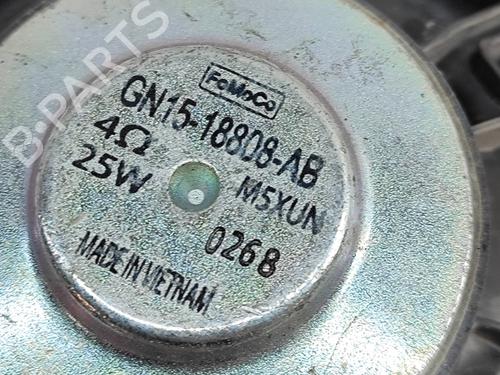 FoMoCo
GN15-18808-AB
4Ω
25W
M5XUN
0268
MADE IN VIETNAM
B-PARTS